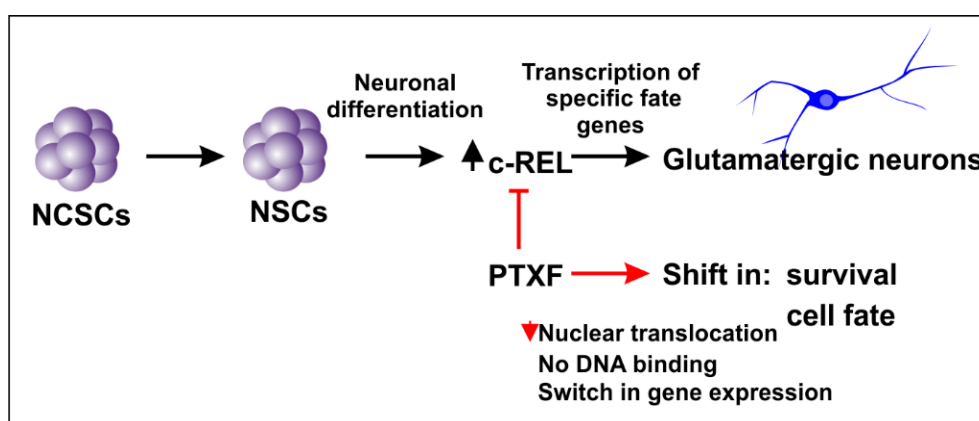 Neuronal
differentiation
Transcription of
specific fate
genes
NCSCs
NSCs
c-REL
Glutamatergic neurons
PTXF
Shift in: survival
cell fate
Nuclear translocation
No DNA binding
Switch in gene expression